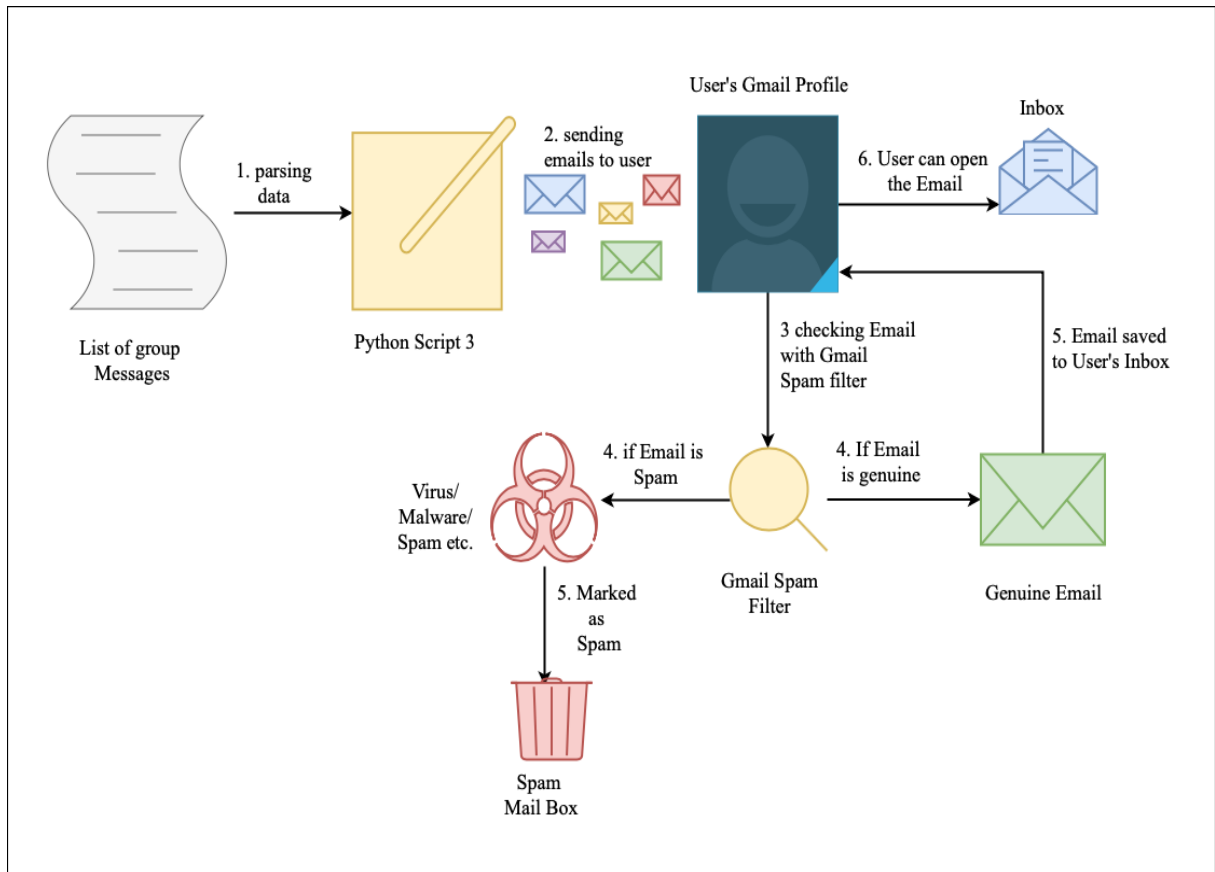 User's Gmail Profile
Inbox
1. parsing
data
2. sending
emails to user
6. User can open
the Email
List of group
Messages
Python Script 3
3 checking Email
with Gmail
Spam filter
5. Email saved
to User's Inbox
Virus/
Malware/
Spam etc.
4. if Email is
Spam
4. If Email
is genuine
Gmail Spam
Filter
Genuine Email
5. Marked
as
Spam
Spam
Mail Box